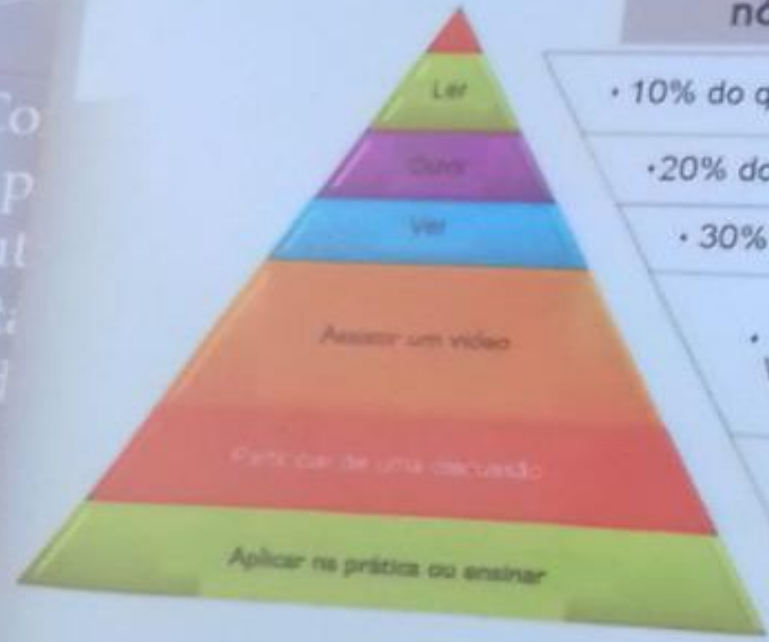 nó
Ler
• 10% do q
Ouvir
•20% do
Ver
• 30%
Assistir um vídeo
Participar de uma discussão
Aplicar na prática ou ensinar
Co
p